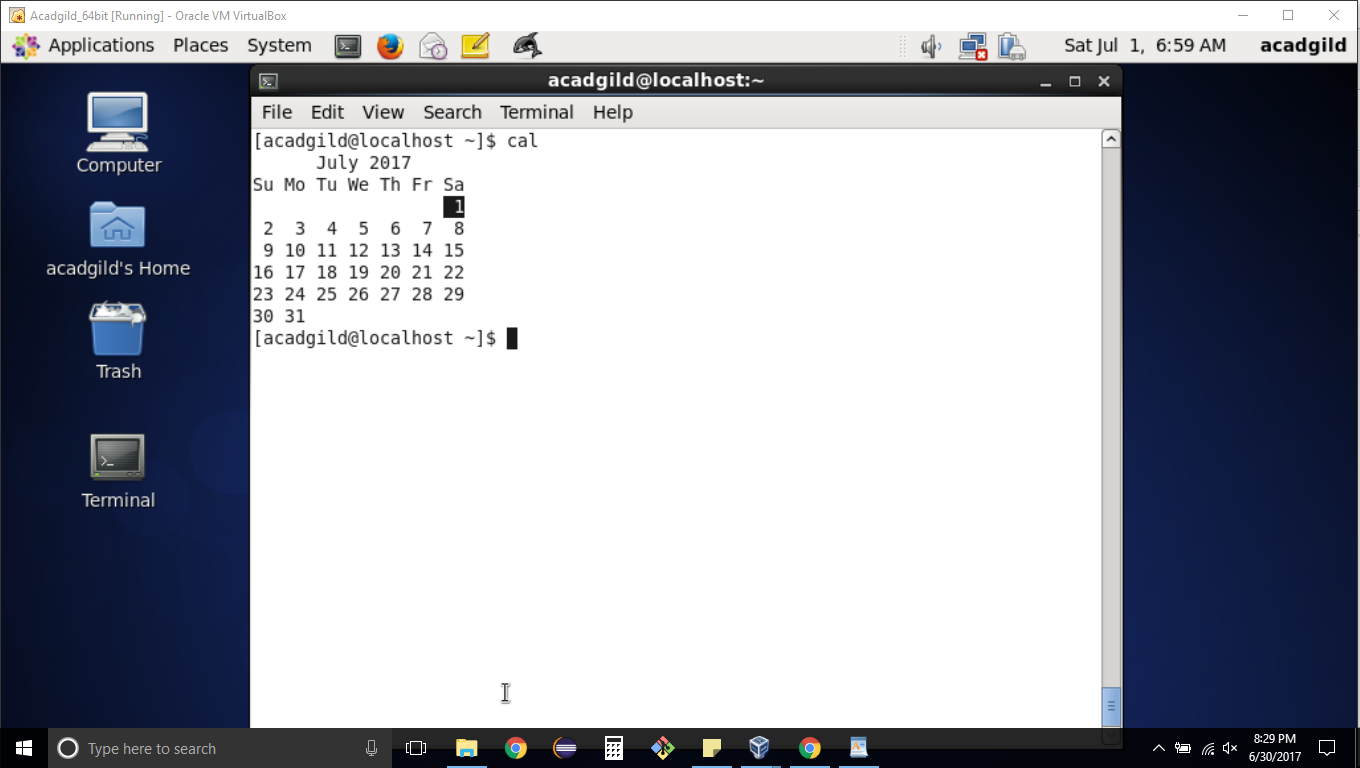 Acadgild_64bit [Running] - Oracle VM VirtualBox
Applications Places System Sat Jul 1, 6:59 AM acadgild
acadgild@localhost:~
File Edit View Search Terminal Help
[acadgild@localhost ~]$ cal
July 2017
Su Mo Tu We Th Fr Sa
1
2 3 4 5 6 7 8
9 10 11 12 13 14 15
16 17 18 19 20 21 22
23 24 25 26 27 28 29
30 31
[acadgild@localhost ~]$
Computer
acadgild's Home
Trash
Terminal
Type here to search
8:29 PM
6/30/2017